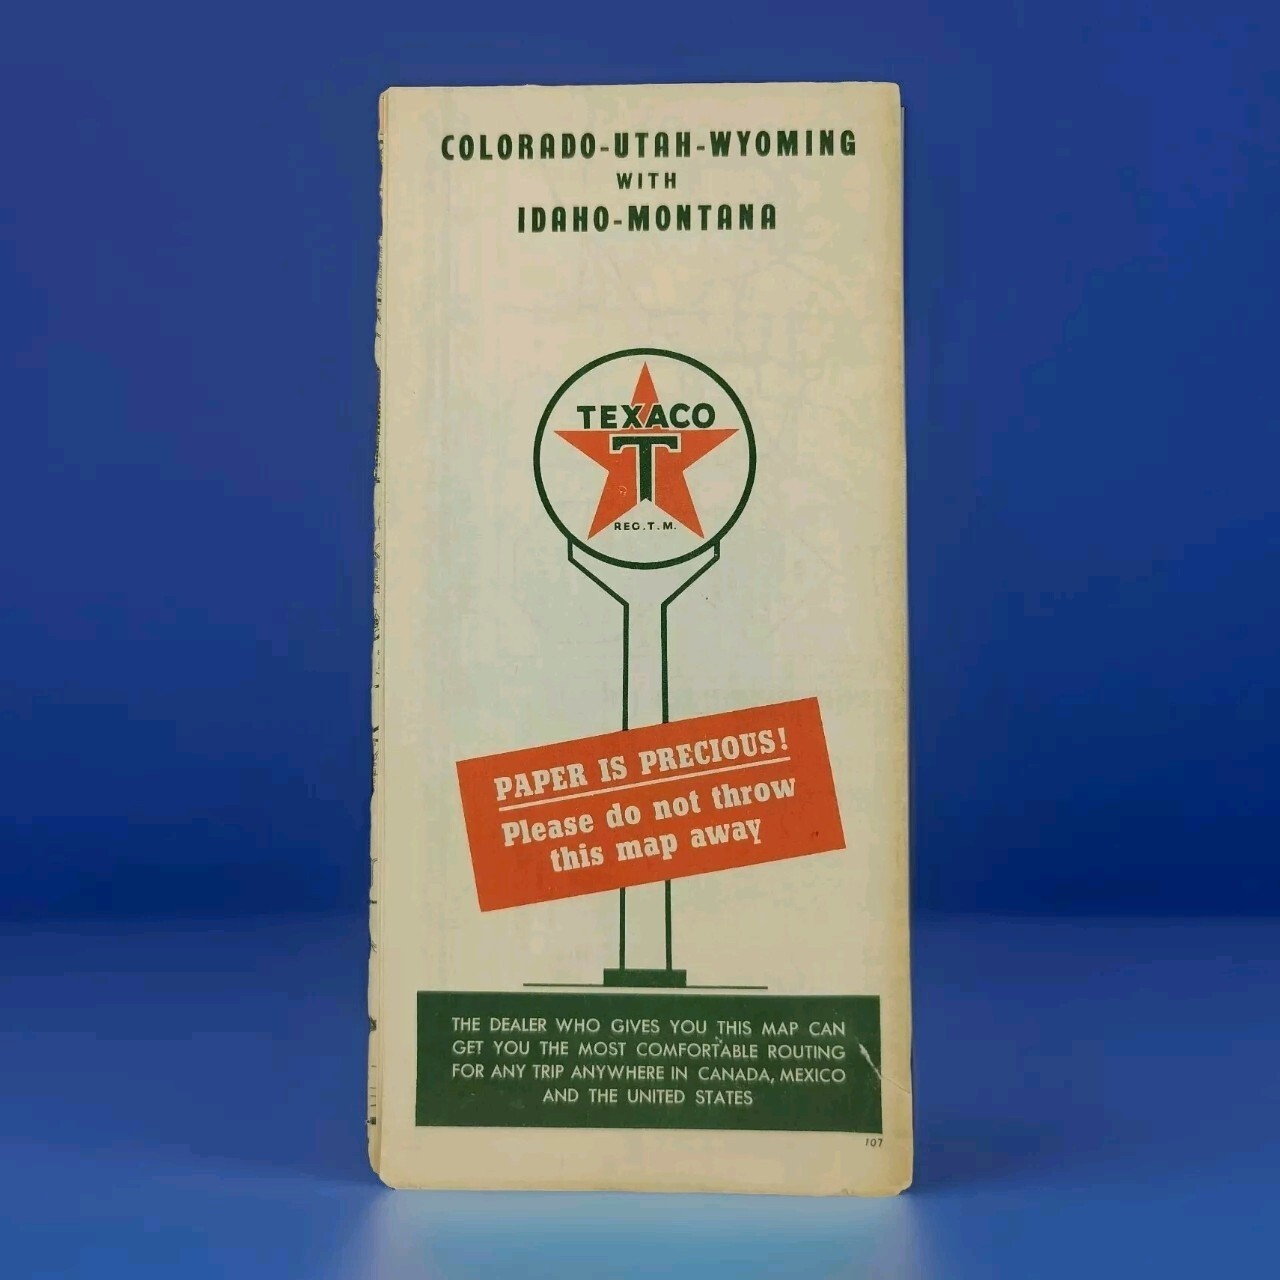 COLORADO-UTAH-WYOMING
WITH
IDAHO-MONTANA
TEXACO
T
REG.T.M.
PAPER IS PRECIOUS!
Please do not throw
this map away
THE DEALER WHO GIVES YOU THIS MAP CAN
GET YOU THE MOST COMFORTABLE ROUTING
FOR ANY TRIP ANYWHERE IN CANADA, MEXICO
AND THE UNITED STATES
107